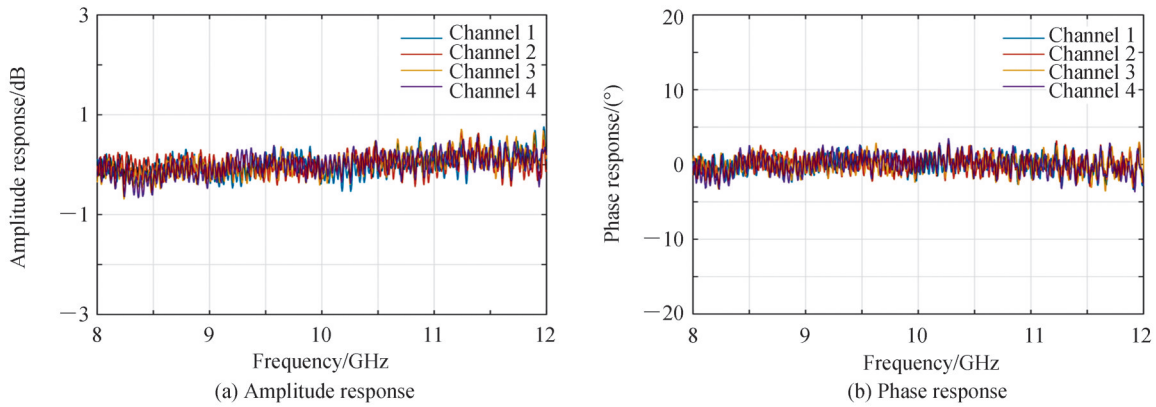 3
1
−1
−3
Amplitude response/dB
Channel 1
Channel 2
Channel 3
Channel 4
8
9
10
11
12
Frequency/GHz
(a) Amplitude response
20
10
0
−10
−20
Phase response/(°)
Channel 1
Channel 2
Channel 3
Channel 4
8
9
10
11
12
Frequency/GHz
(b) Phase response